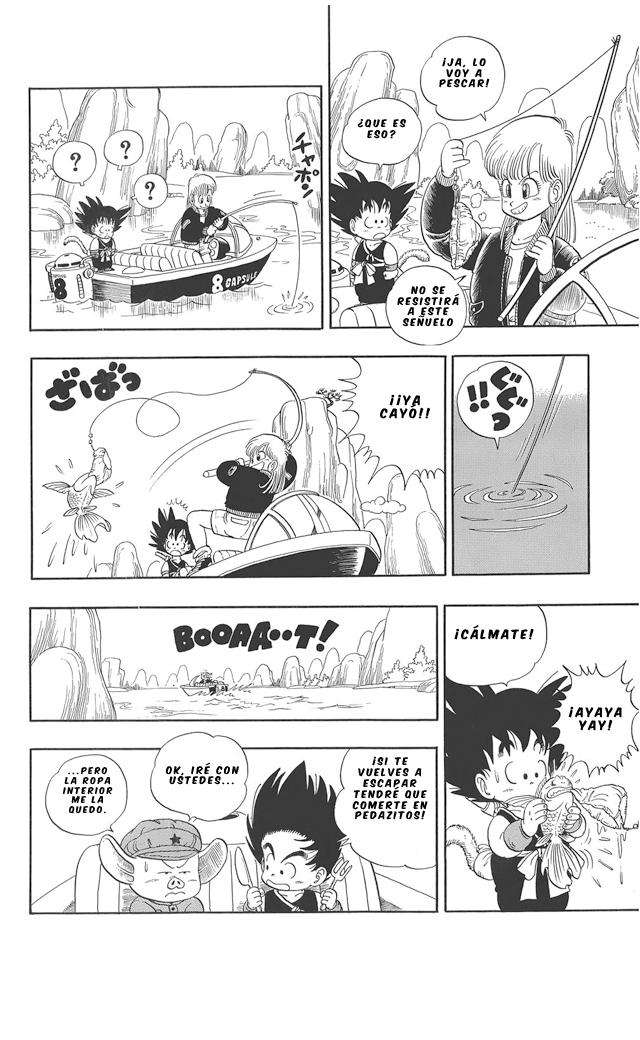 ¡JA, LO
VOY A
PESCAR!
¿QUE ES
ESO?
NO SE
RESISTIRÁ
A ESTE
SEÑUELO
チャポン
?
?
?
8 CAPSULE
8
ぐぐっ!!
¡¡YA
CAYÓ!!
ざばっ
¡CÁLMATE!
¡AYAYA
YAY!
BOOAA··T!
¡SI TE
VUELVES A
ESCAPAR
TENDRÉ QUE
COMERTE EN
PEDAZITOS!
OK, IRÉ CON
USTEDES...
...PERO
LA ROPA
INTERIOR
ME LA
QUEDO.